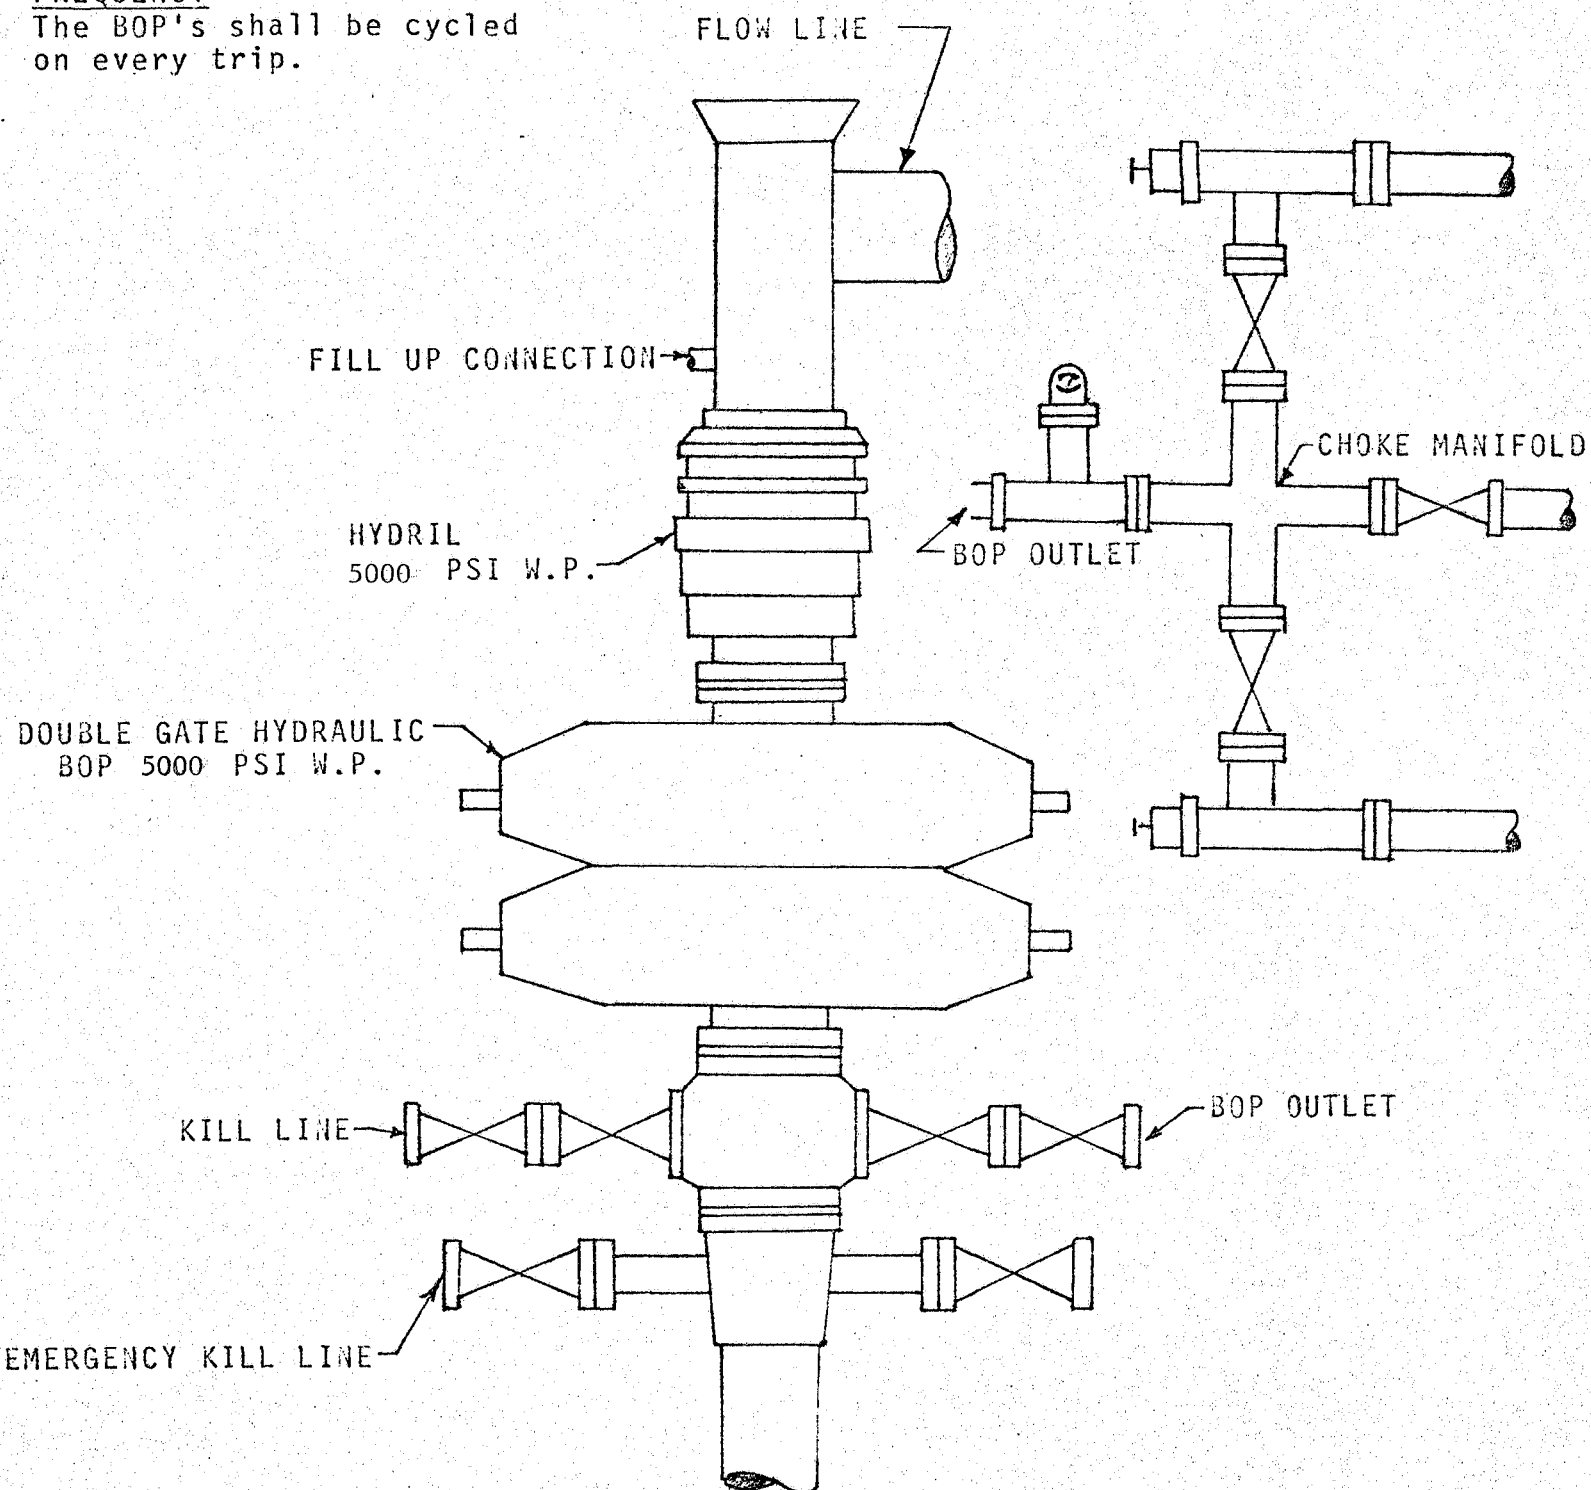 The BOP's shall be cycled
on every trip.
FLOW LINE
FILL UP CONNECTION
CHOKE MANIFOLD
HYDRIL
5000 PSI W.P.
BOP OUTLET
DOUBLE GATE HYDRAULIC
BOP 5000 PSI W.P.
KILL LINE
BOP OUTLET
EMERGENCY KILL LINE